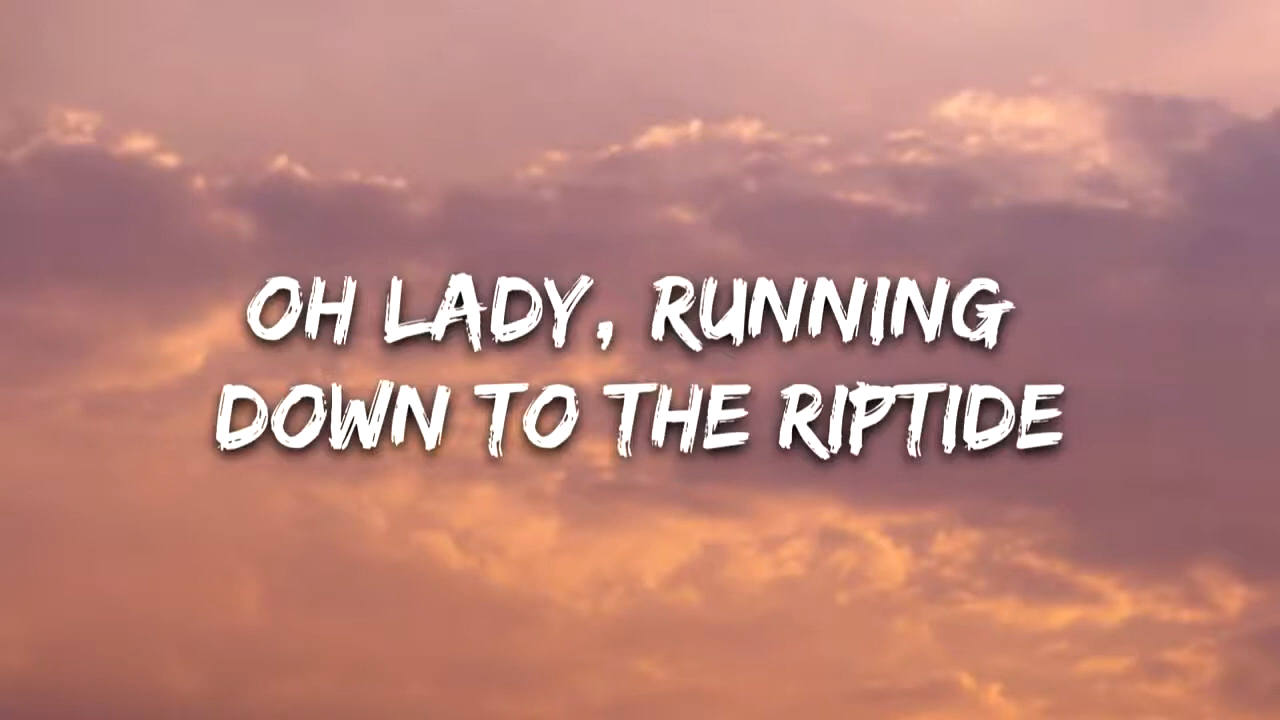 OH LADY, RUNNING
DOWN TO THE RIPTIDE